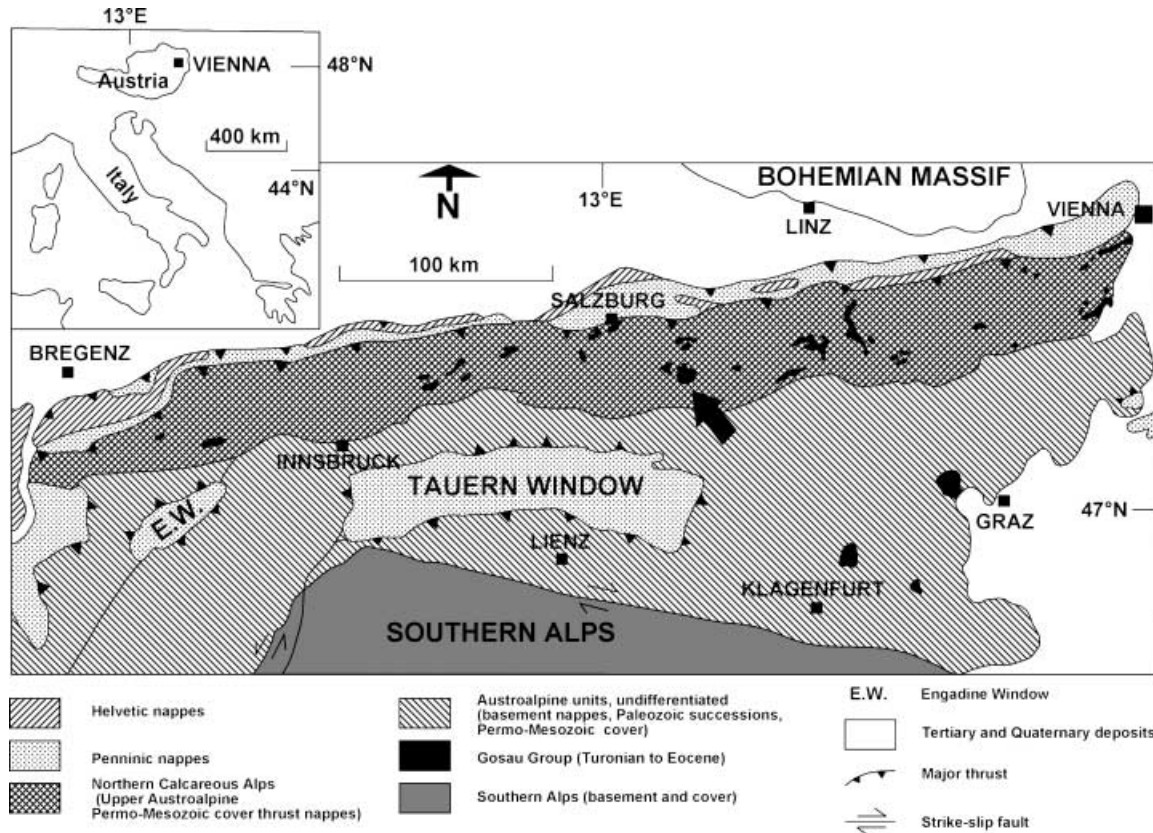 13°E
VIENNA
48°N
Austria
400 km
Italy
44°N
N
13°E
BOHEMIAN MASSIF
LINZ
VIENNA
100 km
SALZBURG
BREGENZ
INNSBRUCK
TAUERN WINDOW
E.W.
47°N
GRAZ
LIENZ
KLAGENFURT
SOUTHERN ALPS
Helvetic nappes
Penninic nappes
Northern Calcareous Alps
(Upper Austroalpine
Permo-Mesozoic cover thrust nappes)
Austroalpine units, undifferentiated
(basement nappes, Paleozoic successions,
Permo-Mesozoic cover)
Gosau Group (Turonian to Eocene)
Southern Alps (basement and cover)
E.W. Engadine Window
Tertiary and Quaternary deposits
Major thrust
Strike-slip fault